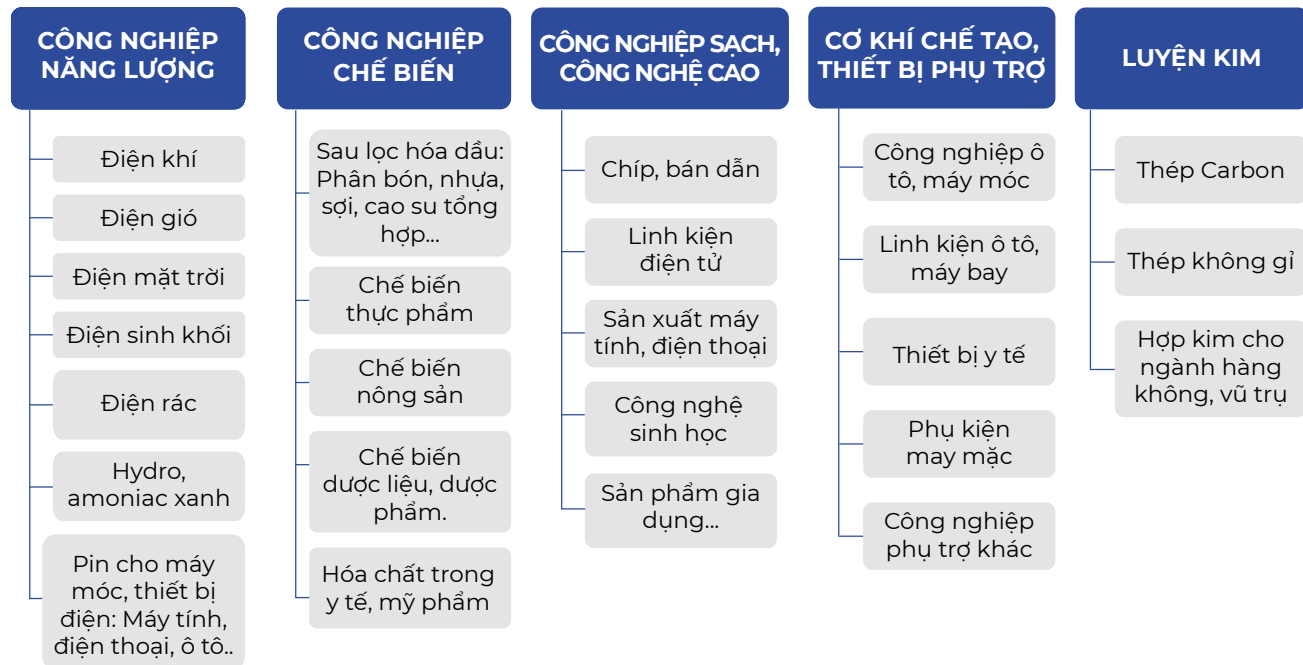 CÔNG NGHIỆP
NĂNG LƯỢNG
Điện khí
Điện gió
Điện mặt trời
Điện sinh khối
Điện rác
Hydro,
amoniac xanh
Pin cho máy
móc, thiết bị
điện: Máy tính,
điện thoại, ô tô..
CÔNG NGHIỆP
CHẾ BIẾN
Sau lọc hóa dầu:
Phân bón, nhựa,
sợi, cao su tổng
hợp...
Chế biến
thực phẩm
Chế biến
nông sản
Chế biến
dược liệu, dược
phẩm.
Hóa chất trong
y tế, mỹ phẩm
CÔNG NGHIỆP SẠCH,
CÔNG NGHỆ CAO
Chíp, bán dẫn
Linh kiện
điện tử
Sản xuất máy
tính, điện thoại
Công nghệ
sinh học
Sản phẩm gia
dụng...
CƠ KHÍ CHẾ TẠO,
THIẾT BỊ PHỤ TRỢ
Công nghiệp ô
tô, máy móc
Linh kiện ô tô,
máy bay
Thiết bị y tế
Phụ kiện
may mặc
Công nghiệp
phụ trợ khác
LUYỆN KIM
Thép Carbon
Thép không gỉ
Hợp kim cho
ngành hàng
không, vũ trụ